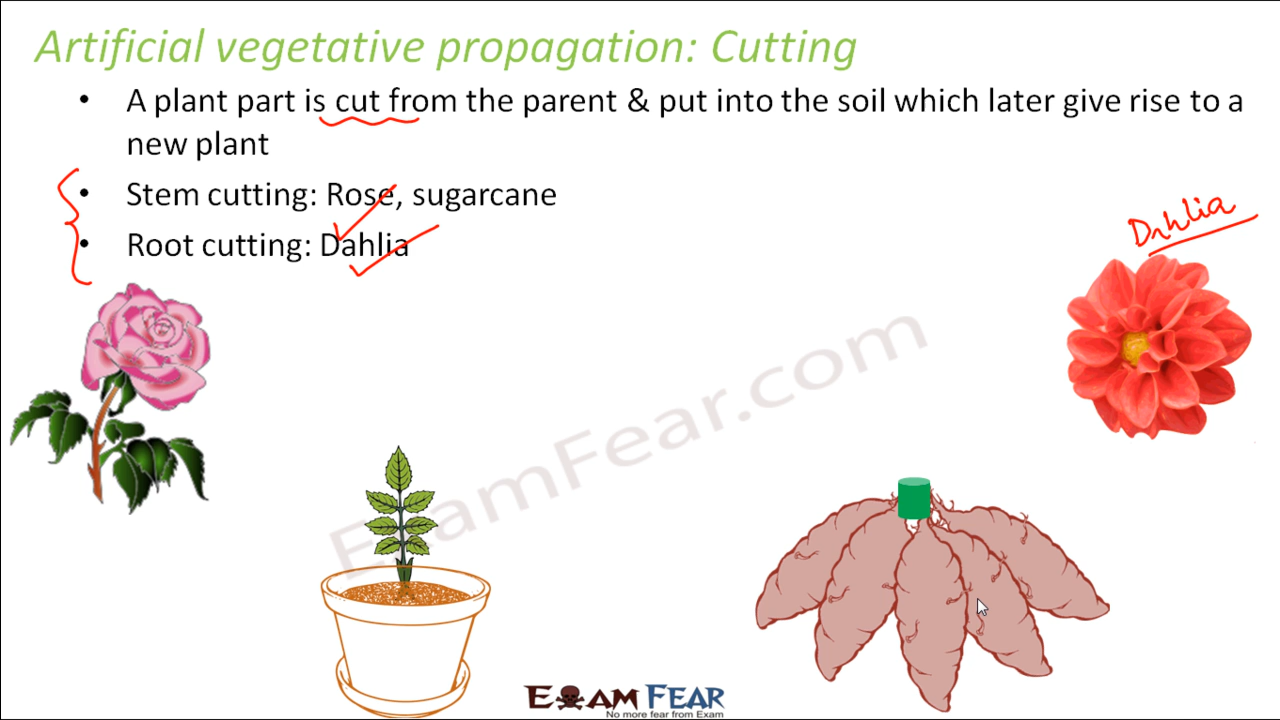 Artificial vegetative propagation: Cutting
• A plant part is cut from the parent & put into the soil which later give rise to a
new plant
• Stem cutting: Rose, sugarcane
• Root cutting: Dahlia
Dahlia
ExamFear.com
EXAM FEAR
No more fear from Exam